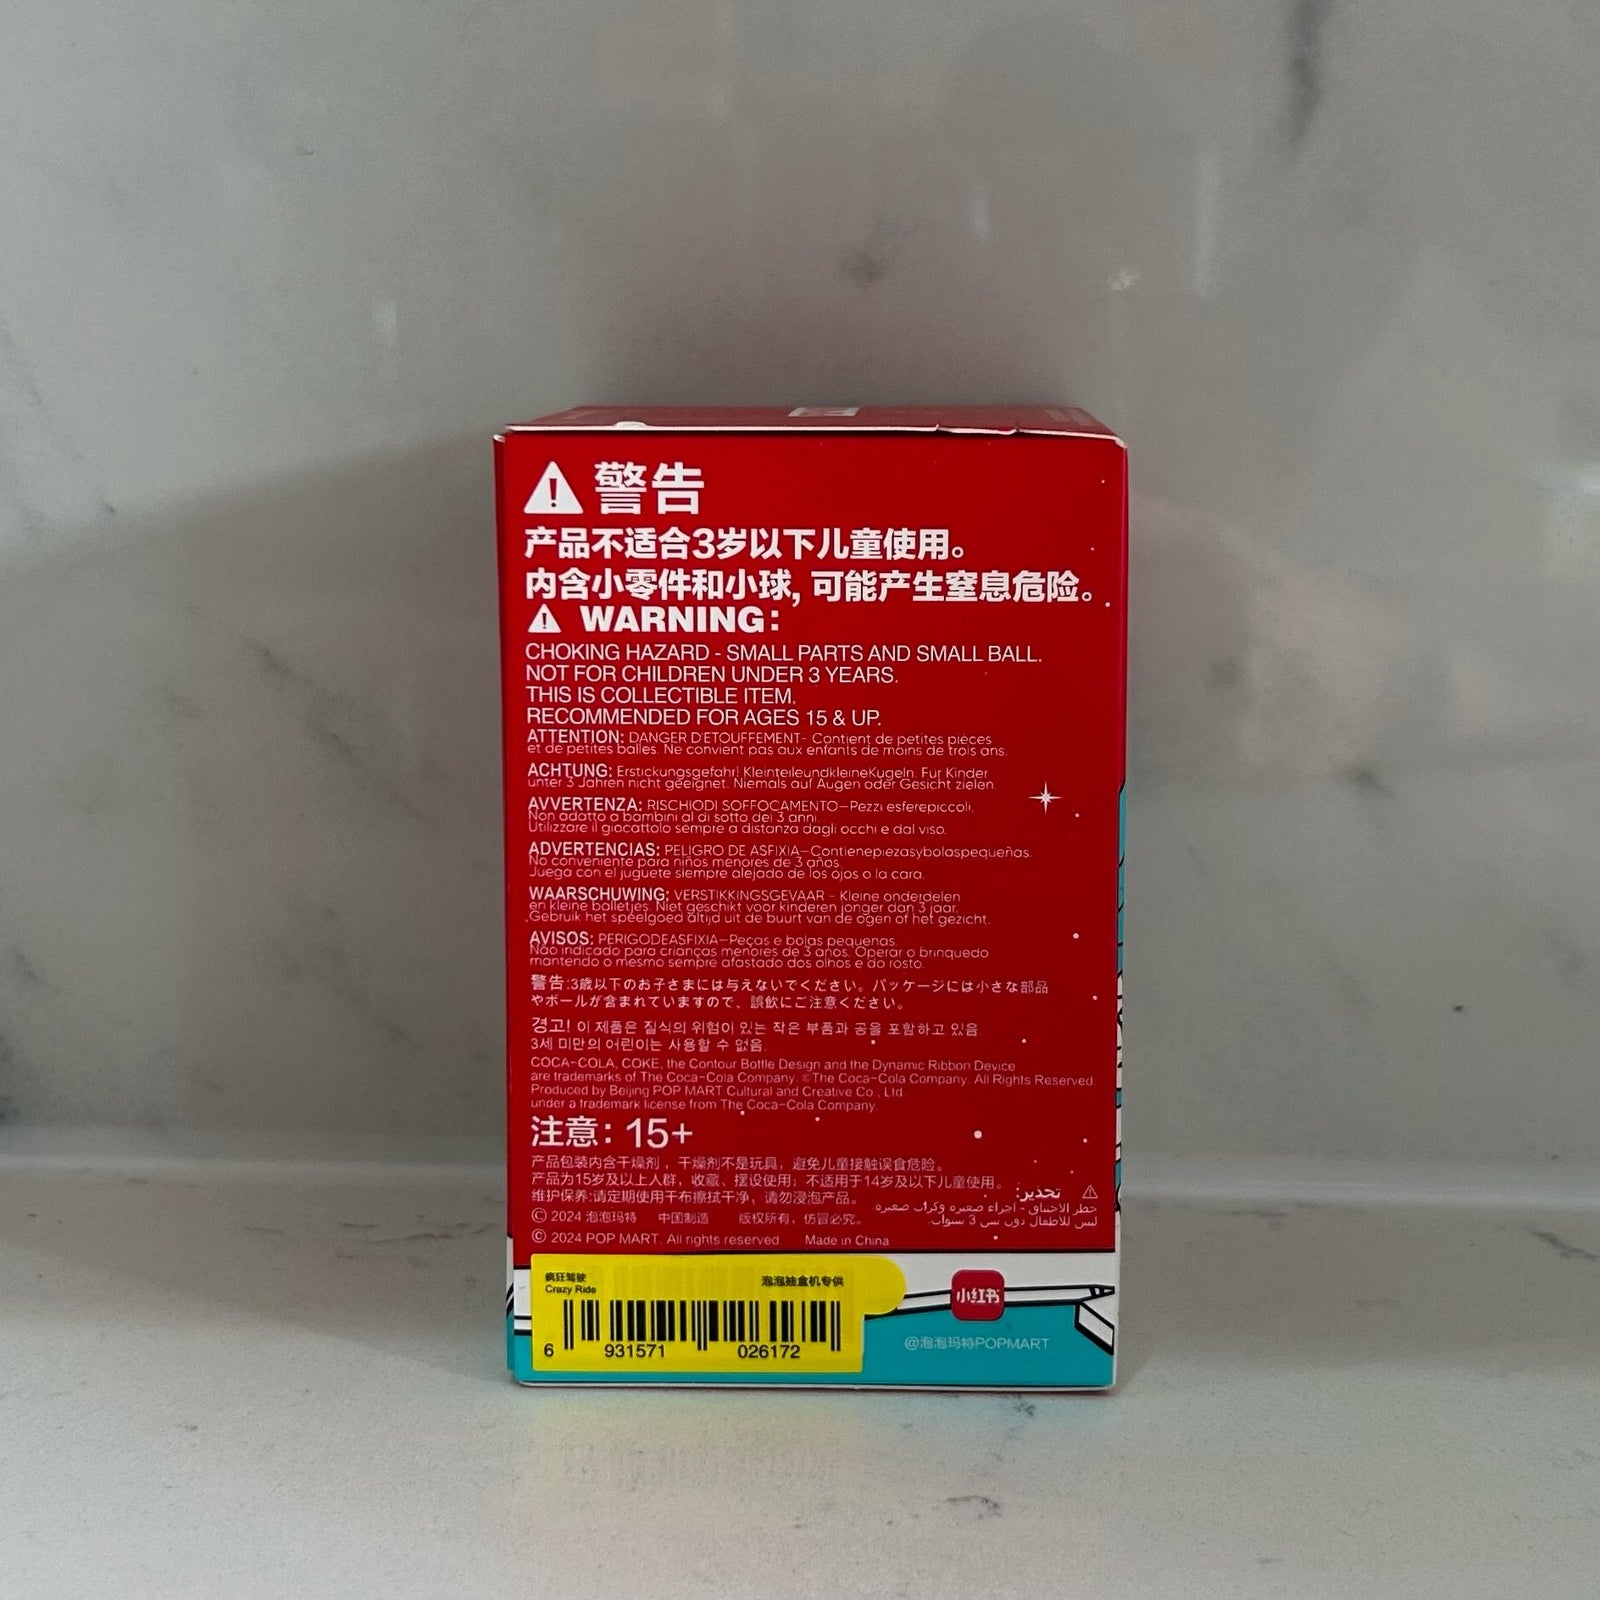 警告
产品不适合3岁以下儿童使用。
内含小零件和小球, 可能产生窒息危险。
WARNING:
CHOKING HAZARD - SMALL PARTS AND SMALL BALL.
NOT FOR CHILDREN UNDER 3 YEARS.
THIS IS COLLECTIBLE ITEM.
RECOMMENDED FOR AGES 15 & UP.
ATTENTION: DANGER D'ETOUFFEMENT- Contient de petites pièces
et de petites balles. Ne convient pas aux enfants de moins de trois ans.
ACHTUNG: Erstickungsgefahr! KleinteileundkleineKugeln. Für Kinder
unter 3 Jahren nicht geeignet. Niemals auf Augen oder Gesicht zielen.
AVVERTENZA: RISCHIODI SOFFOCAMENTO–Pezzi esferepiccoli.
Non adatto a bambini al di sotto dei 3 anni.
Utilizzare il giocattolo sempre a distanza dagli occhi e dal viso.
ADVERTENCIAS: PELIGRO DE ASFIXIA–Contienepiezasybolaspequeñas.
No conveniente para niños menores de 3 años.
Juega con el juguete siempre alejado de los ojos o la cara.
WAARSCHUWING: VERSTIKKINGSGEVAAR - Kleine onderdelen
en kleine balletjes. Niet geschikt voor kinderen jonger dan 3 jaar.
Gebruik het speelgoed altijd uit de buurt van de ogen of het gezicht.
AVISOS: PERIGODEASFIXIA–Peças e bolas pequenas.
Não indicado para crianças menores de 3 anos. Operar o brinquedo
mantendo o mesmo sempre afastado dos olhos e do rosto.
警告:3歳以下のお子さまには与えないでください。パッケージには小さな部品
やボールが含まれていますので、誤飲にご注意ください。
경고! 이 제품은 질식의 위험이 있는 작은 부품과 공을 포함하고 있음.
3세 미만의 어린이는 사용할 수 없음.
COCA-COLA, COKE, the Contour Bottle Design and the Dynamic Ribbon Device
are trademarks of The Coca-Cola Company. ©The Coca-Cola Company. All Rights Reserved.
Produced by Beijing POP MART Cultural and Creative Co., Ltd.
under a trademark license from The Coca-Cola Company.
注意: 15+
产品包装内含干燥剂，干燥剂不是玩具，避免儿童接触误食危险。
产品为15岁及以上人群，收藏、摆设使用；不适用于14岁及以下儿童使用。
维护保养:请定期使用干布擦拭干净，请勿浸泡产品。
تحذير:
خطر الاختناق - أجزاء صغيرة وكرات صغيرة
ليس للأطفال دون سن 3 سنوات.
© 2024 泡泡玛特 中国制造 版权所有，仿冒必究。
© 2024 POP MART. All rights reserved Made in China
疯狂驾驶 泡泡抽盒机专供
Crazy Ride
6 931571 026172
小红书
@泡泡玛特POPMART